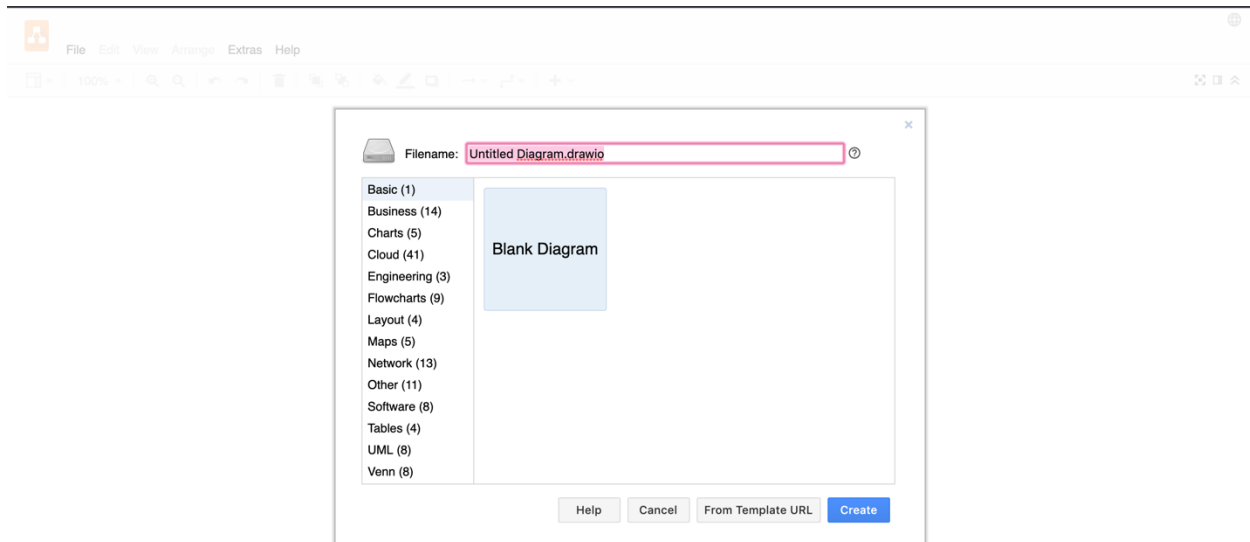 File Edit View Arrange Extras Help
100%
Filename: Untitled Diagram.drawio
Basic (1)
Business (14)
Charts (5)
Cloud (41)
Engineering (3)
Flowcharts (9)
Layout (4)
Maps (5)
Network (13)
Other (11)
Software (8)
Tables (4)
UML (8)
Venn (8)
Blank Diagram
Help Cancel From Template URL Create